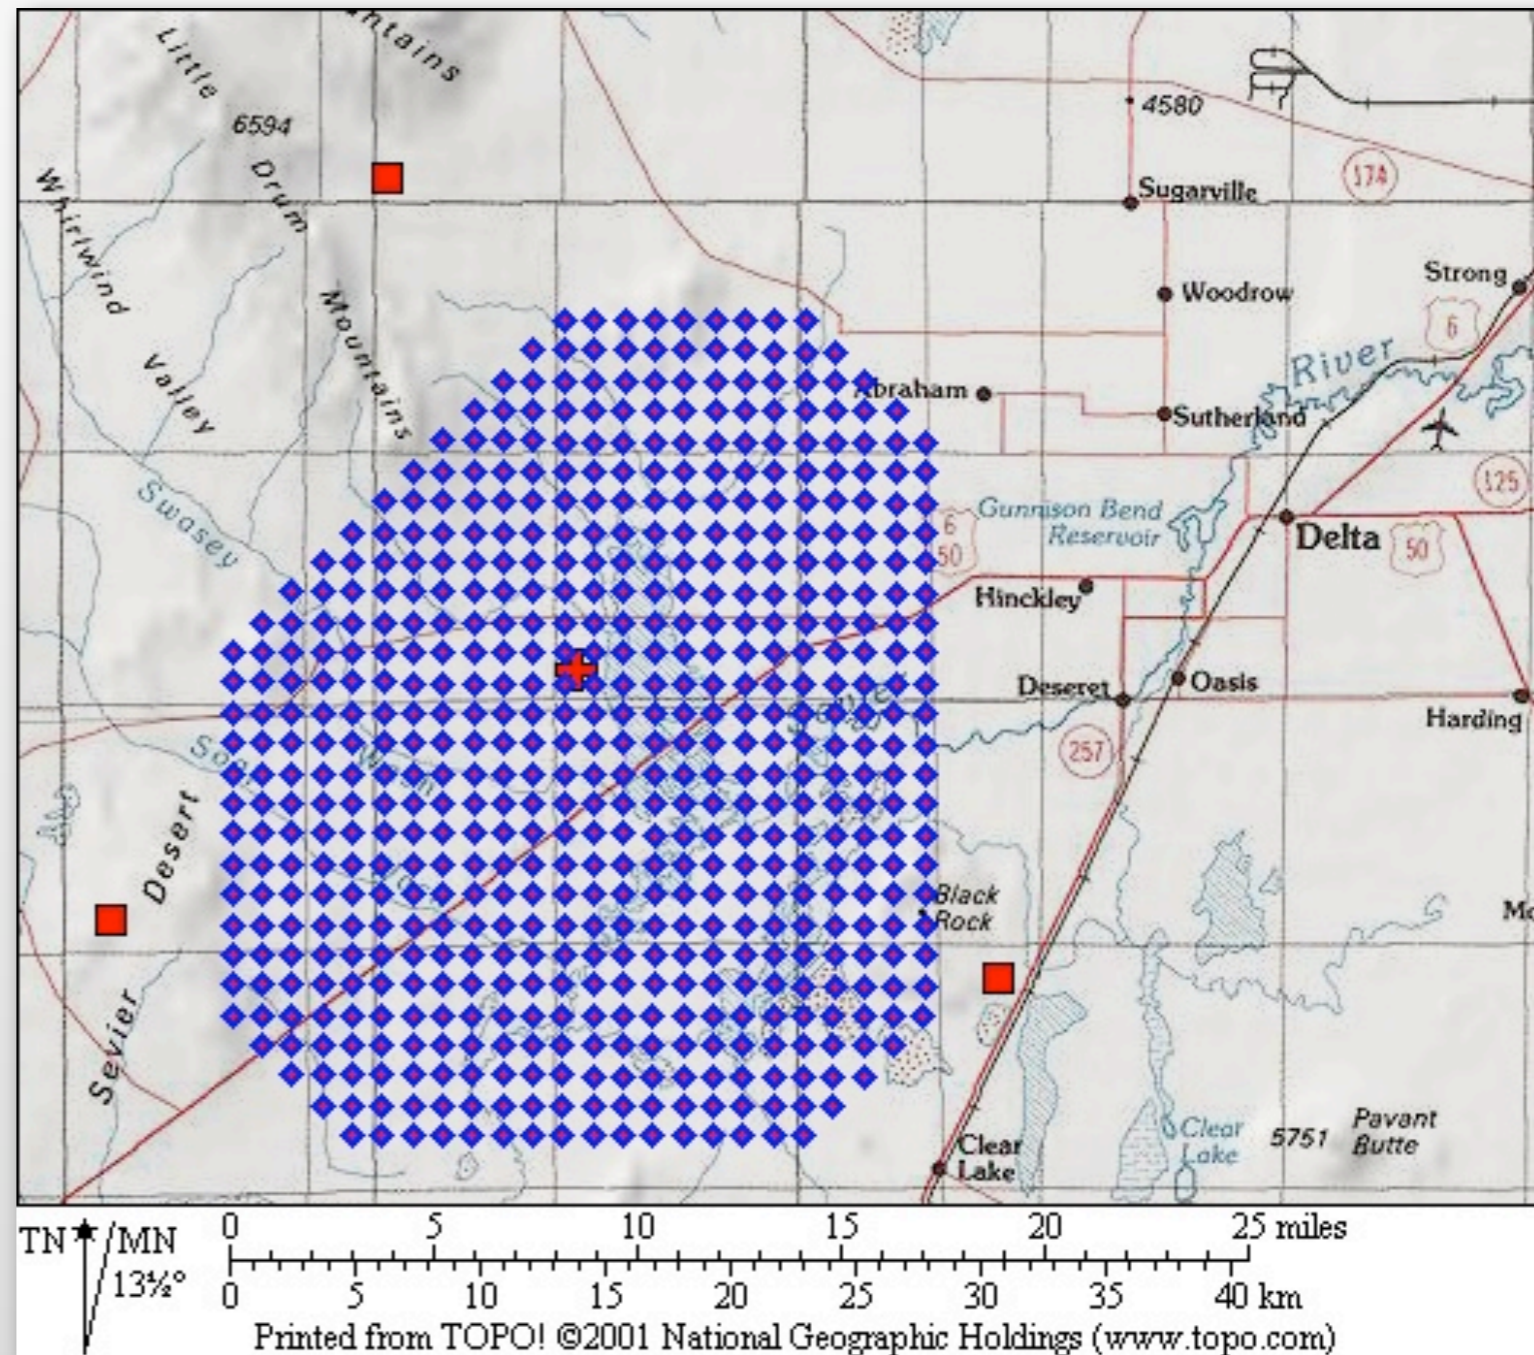 ntains
Little
6594
4580
174
Drum
Sugarville
Whirlwind
Strong
Woodrow
6
Mountains
River
Valley
Abraham
Sutherland
125
Swasey
Gunnison Bend
Reservoir
6
50
Delta
50
Hinckley
Deseret
Oasis
Harding
257
Wash
Desert
Black
Rock
Sevier
Clear
Lake
Clear
Lake
5751
Pavant
Butte
TN
MN
13½°
0 5 10 15 20 25 miles
0 5 10 15 20 25 30 35 40 km
Printed from TOPO! ©2001 National Geographic Holdings (www.topo.com)